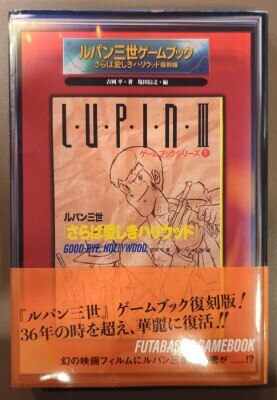 ルパン三世ゲームブック
さらば愛しきハリウッド復刻版
吉岡 平・著 塩田信之・編
L・U・P・I・N・III
ゲームブックシリーズ1
ルパン三世
さらば愛しきハリウッド
GOOD-BYE, HOLLYWOOD
『ルパン三世』ゲームブック復刻版!
36年の時を超え、華麗に復活!!
FUTABASHA GAMEBOOK
幻の映画フィルムにルパン三世
が……!?